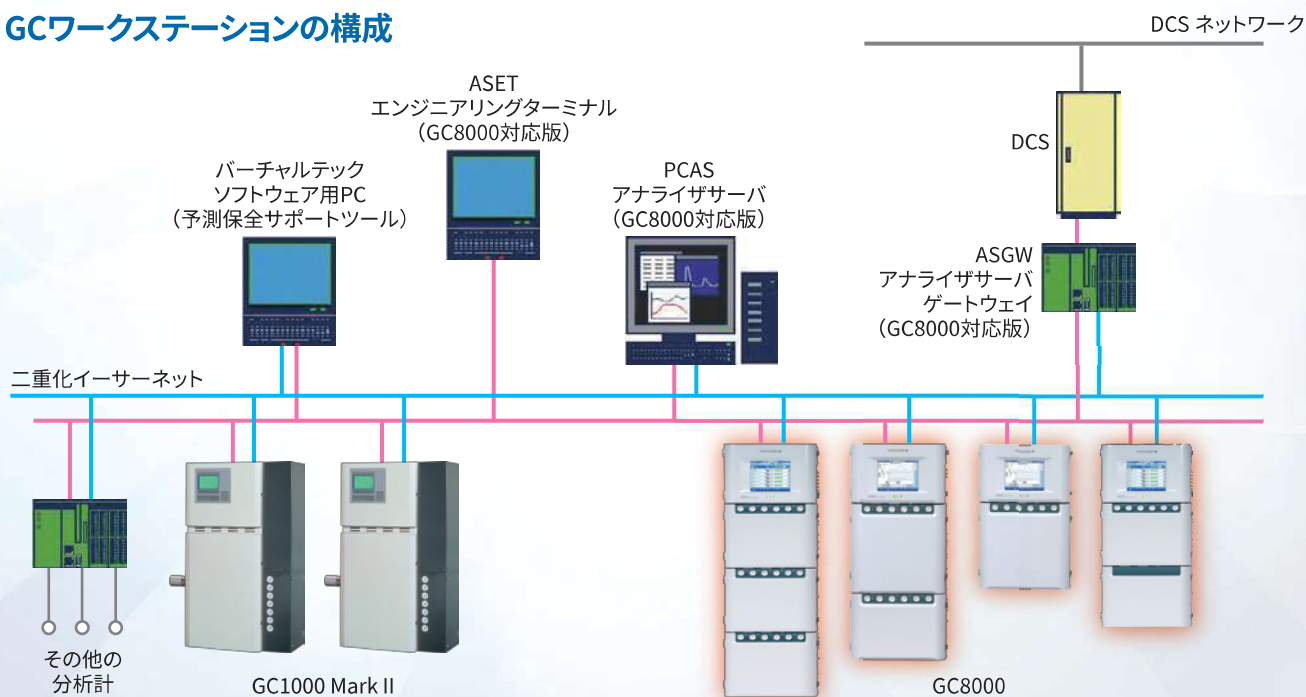 GCワークステーションの構成
DCS ネットワーク
ASET
エンジニアリングターミナル
（GC8000対応版）
DCS
バーチャルテック
ソフトウェア用PC
（予測保全サポートツール）
PCAS
アナライザサーバ
（GC8000対応版）
ASGW
アナライザサーバ
ゲートウェイ
（GC8000対応版）
二重化イーサーネット
その他の
分析計
GC1000 Mark II
GC8000